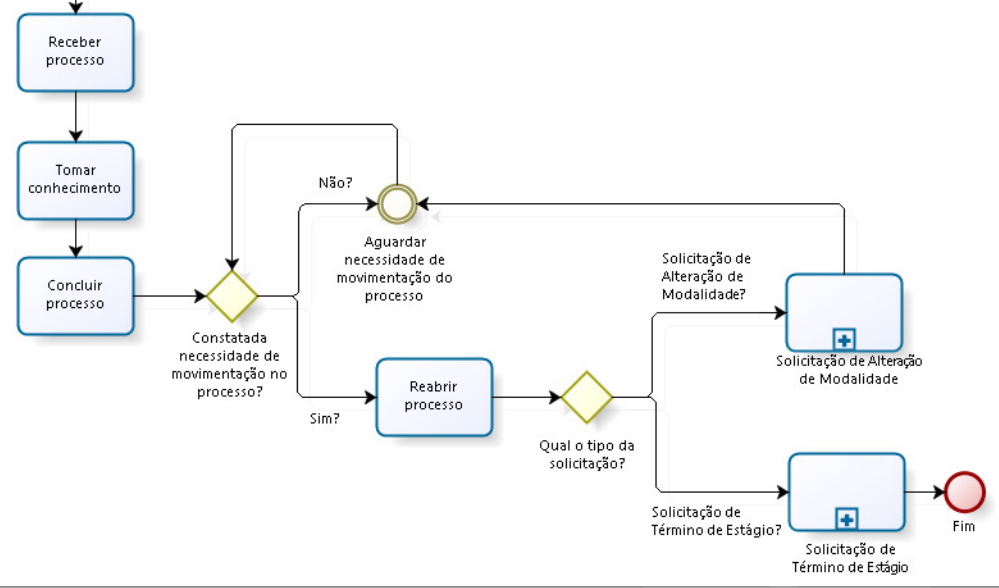 Receber
processo
Tomar
conhecimento
Concluir
processo
Constatada
necessidade de
movimentação no
processo?
Não?
Aguardar
necessidade de
movimentação do
processo
Sim?
Reabrir
processo
Qual o tipo da
solicitação?
Solicitação de
Alteração de
Modalidade?
Solicitação de Alteração
de Modalidade
Solicitação de
Término de Estágio?
Solicitação de
Término de Estágio
Fim